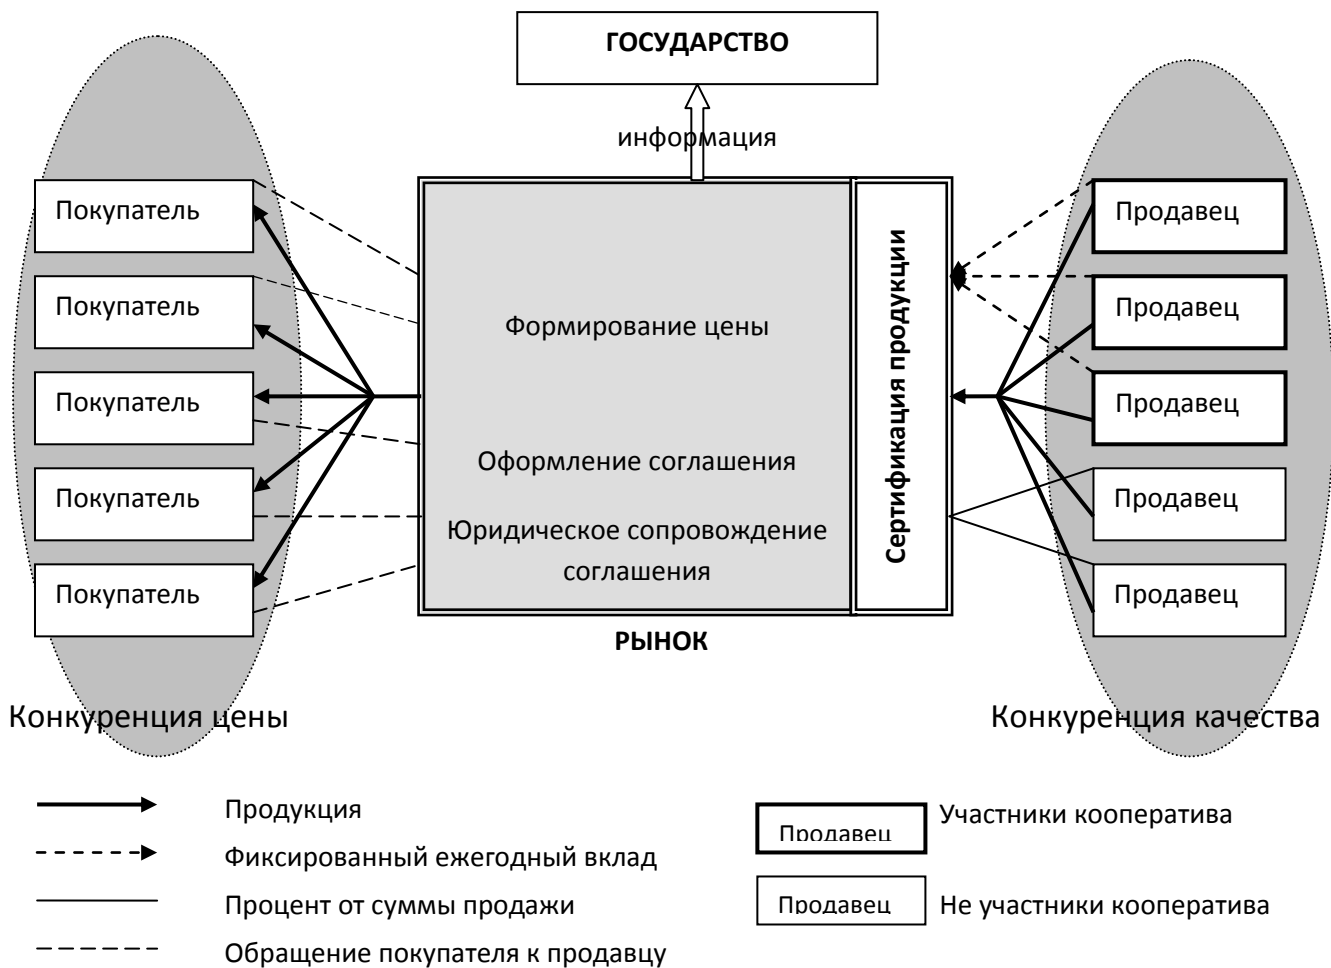 ГОСУДАРСТВО
информация
Покупатель
Покупатель
Покупатель
Покупатель
Покупатель
Формирование цены
Оформление соглашения
Юридическое сопровождение
соглашения
Сертификация продукции
РЫНОК
Продавец
Продавец
Продавец
Продавец
Продавец
Конкуренция цены
Конкуренция качества
Продукция
Фиксированный ежегодный вклад
Процент от суммы продажи
Обращение покупателя к продавцу
Продавец
Участники кооператива
Продавец
Не участники кооператива